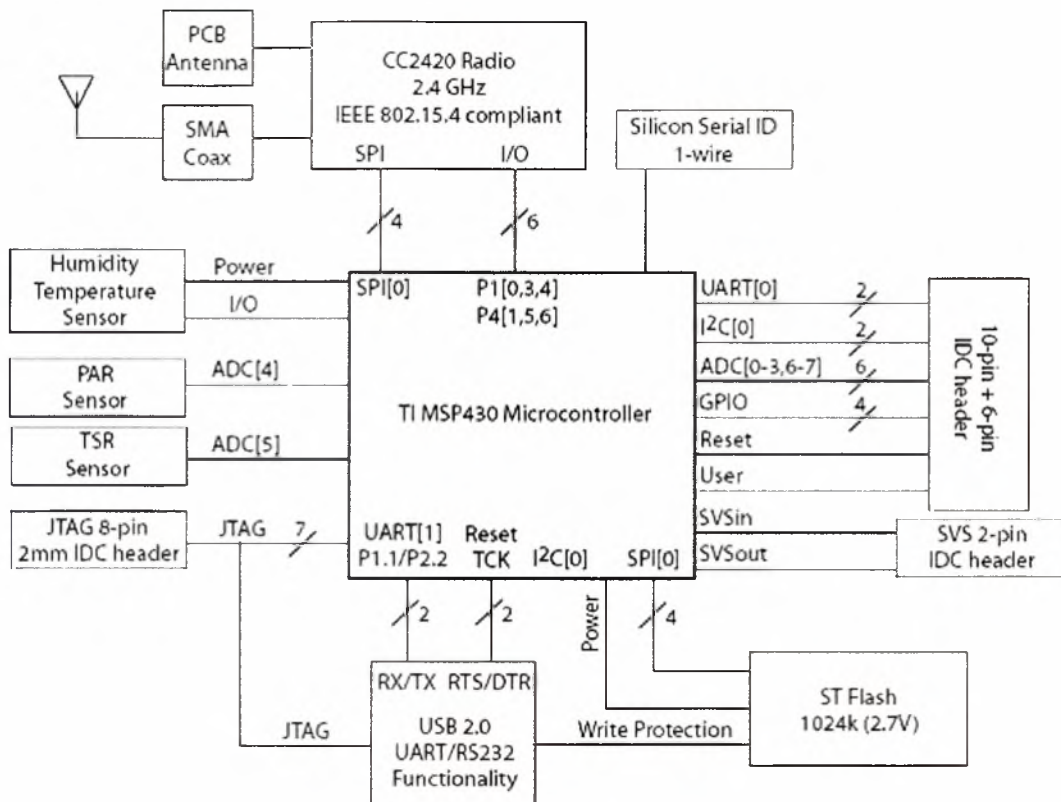 PCB
Antenna
CC2420 Radio
2.4 GHz
IEEE 802.15.4 compliant
SPI I/O
SMA
Coax
Silicon Serial ID
1-wire
4
6
Humidity
Temperature
Sensor
Power
I/O
SPI[0]
P1[0,3,4]
P4[1,5,6]
UART[0] 2
I²C[0] 2
ADC[0-3,6-7] 6
GPIO 4
Reset
User
10-pin + 6-pin
IDC header
PAR
Sensor
ADC[4]
TI MSP430 Microcontroller
TSR
Sensor
ADC[5]
JTAG 8-pin
2mm IDC header
JTAG 7
UART[1] Reset
P1.1/P2.2 TCK I²C[0] SPI[0]
SVSin
SVSout
SVS 2-pin
IDC header
2
2
Power
4
RX/TX RTS/DTR
USB 2.0
UART/RS232
Functionality
JTAG
Write Protection
ST Flash
1024k (2.7V)